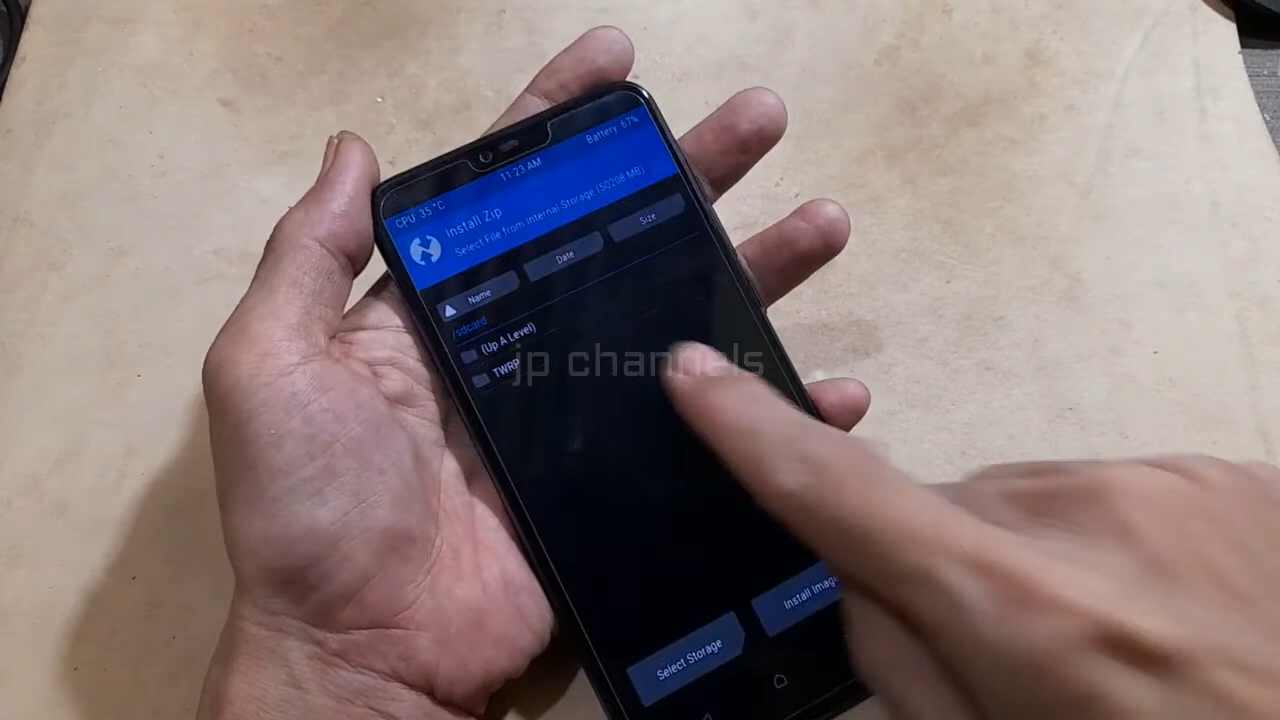 Battery 67%
11:23 AM
CPU 35 °C
Install Zip
Select File from Internal Storage (50208 MB)
Name
Date
Size
/sdcard
(Up A Level)
TWRP
jp channels
Select Storage
Install Image